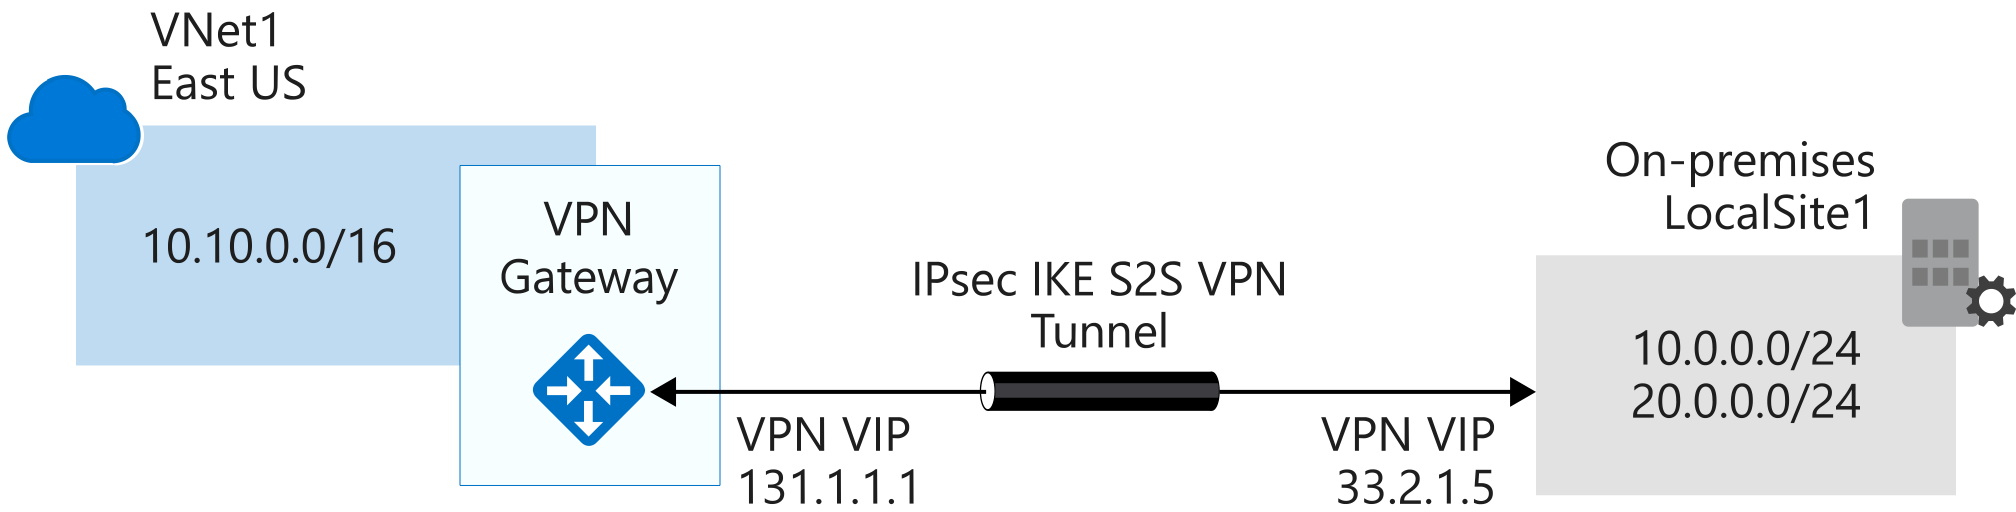 VNet1
East US
10.10.0.0/16
VPN
Gateway
IPsec IKE S2S VPN
Tunnel
VPN VIP
131.1.1.1
VPN VIP
33.2.1.5
On-premises
LocalSite1
10.0.0.0/24
20.0.0.0/24